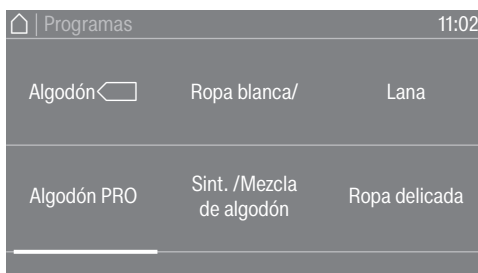 | Programas 11:02
Algodón Ropa blanca/ Lana
Algodón PRO Sint. /Mezcla de algodón Ropa delicada